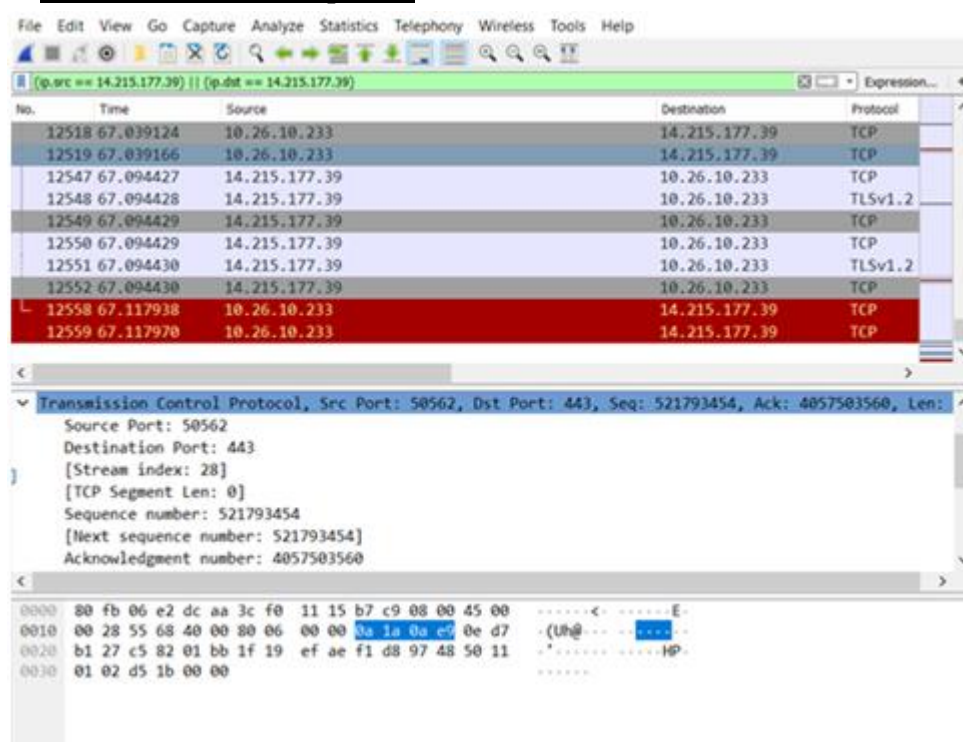 File Edit View Go Capture Analyze Statistics Telephony Wireless Tools Help
(ip.src == 14.215.177.39) || (ip.dst == 14.215.177.39)
Expression...
No. Time Source Destination Protocol
12518 67.039124 10.26.10.233 14.215.177.39 TCP
12519 67.039166 10.26.10.233 14.215.177.39 TCP
12547 67.094427 14.215.177.39 10.26.10.233 TCP
12548 67.094428 14.215.177.39 10.26.10.233 TLSv1.2
12549 67.094429 14.215.177.39 10.26.10.233 TCP
12550 67.094429 14.215.177.39 10.26.10.233 TCP
12551 67.094430 14.215.177.39 10.26.10.233 TLSv1.2
12552 67.094430 14.215.177.39 10.26.10.233 TCP
12558 67.117938 10.26.10.233 14.215.177.39 TCP
12559 67.117970 10.26.10.233 14.215.177.39 TCP
Transmission Control Protocol, Src Port: 50562, Dst Port: 443, Seq: 521793454, Ack: 4057503560, Len:
Source Port: 50562
Destination Port: 443
[Stream index: 28]
[TCP Segment Len: 0]
Sequence number: 521793454
[Next sequence number: 521793454]
Acknowledgment number: 4057503560
0000 80 fb 06 e2 dc aa 3c f0 11 15 b7 c9 08 00 45 00 ······<· ······E·
0010 00 28 55 68 40 00 80 06 00 00 0a 1a 0a e9 0e d7 ·(Uh@··· ········
0020 b1 27 c5 82 01 bb 1f 19 ef ae f1 d8 97 48 50 11 ·'······ ·····HP·
0030 01 02 d5 1b 00 00 ······